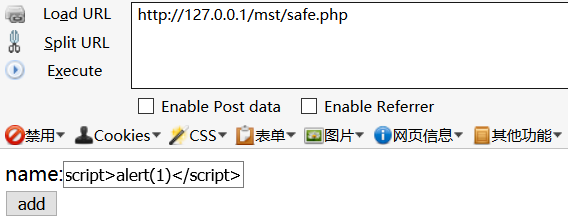 Load URL http://127.0.0.1/mst/safe.php
Split URL
Execute
Enable Post data Enable Referrer
禁用 Cookies CSS 表单 图片 网页信息 其他功能
name: script>alert(1)</script>
add